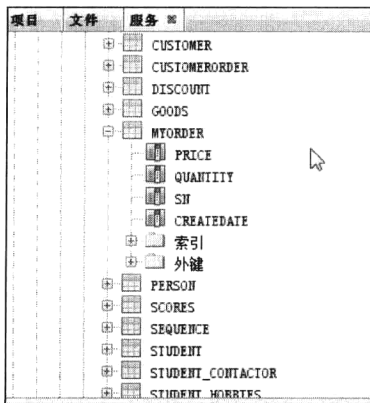 项目 文件 服务
CUSTOMER
CUSTOMERORDER
DISCOUNT
GOODS
MYORDER
PRICE
QUANTITY
SN
CREATEDATE
索引
外键
PERSON
SCORES
SEQUENCE
STUDENT
STUDENT_CONTACTOR
STUDENT_HOBBIES